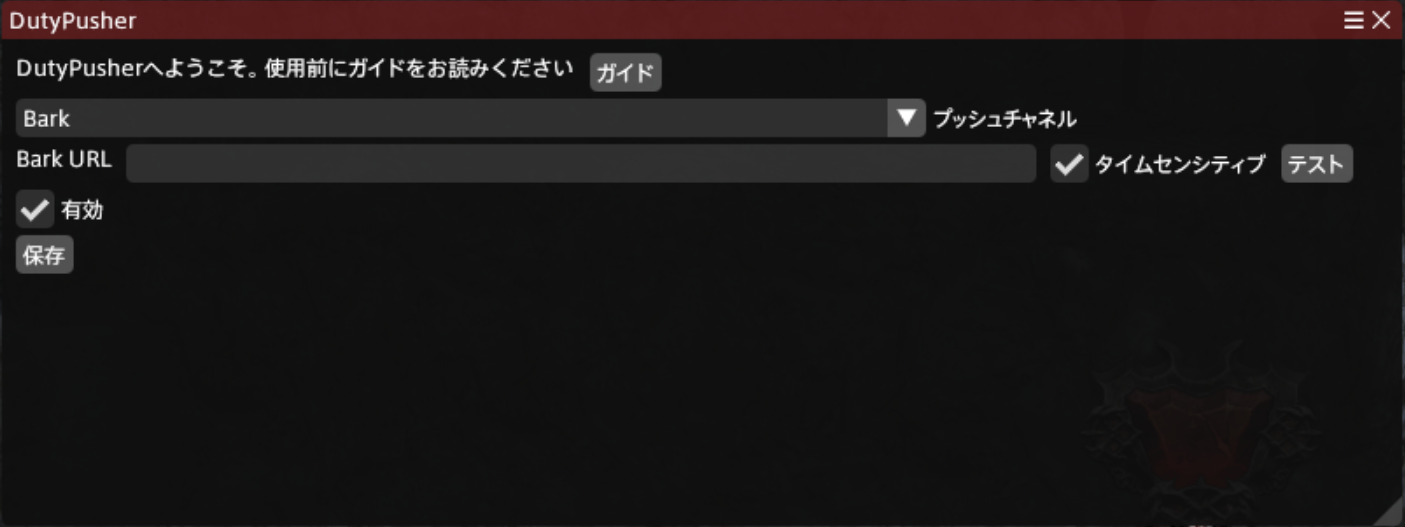 DutyPusher
DutyPusherへようこそ。使用前にガイドをお読みください ガイド
Bark プッシュチャネル
Bark URL タイムセンシティブ テスト
有効
保存